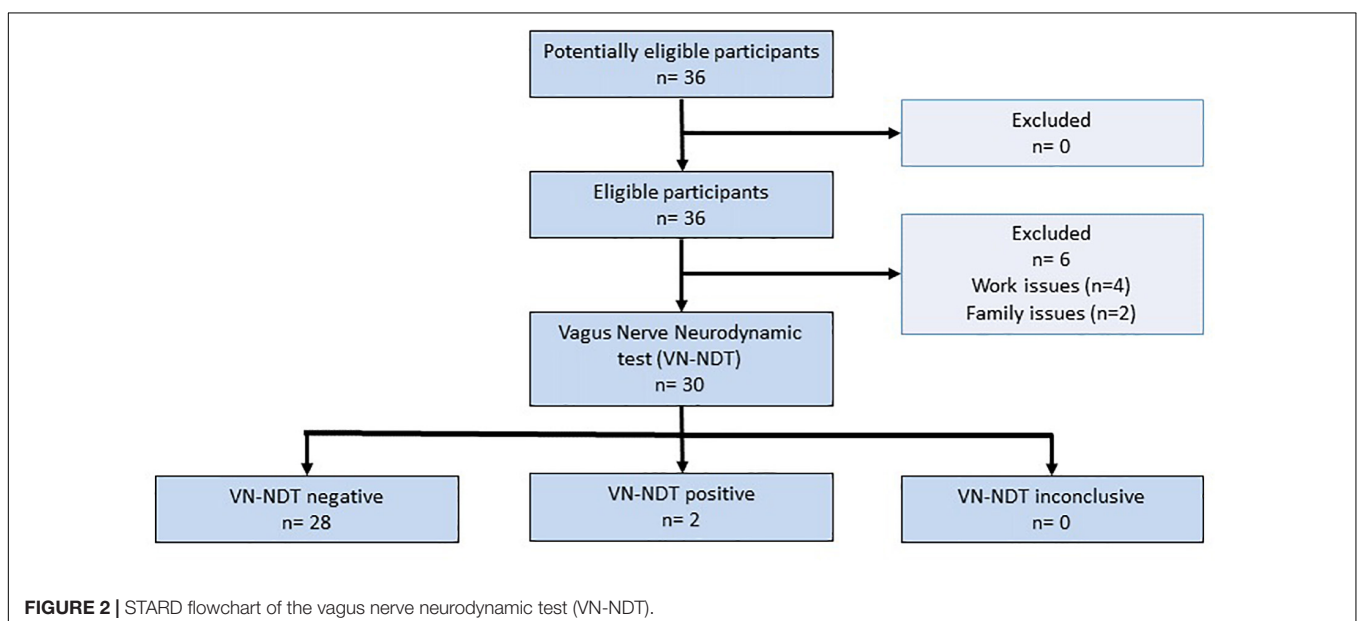 Potentially eligible participants
n= 36
Excluded
n= 0
Eligible participants
n= 36
Excluded
n= 6
Work issues (n=4)
Family issues (n=2)
Vagus Nerve Neurodynamic
test (VN-NDT)
n= 30
VN-NDT negative
n= 28
VN-NDT positive
n= 2
VN-NDT inconclusive
n= 0
FIGURE 2 | STARD flowchart of the vagus nerve neurodynamic test (VN-NDT).